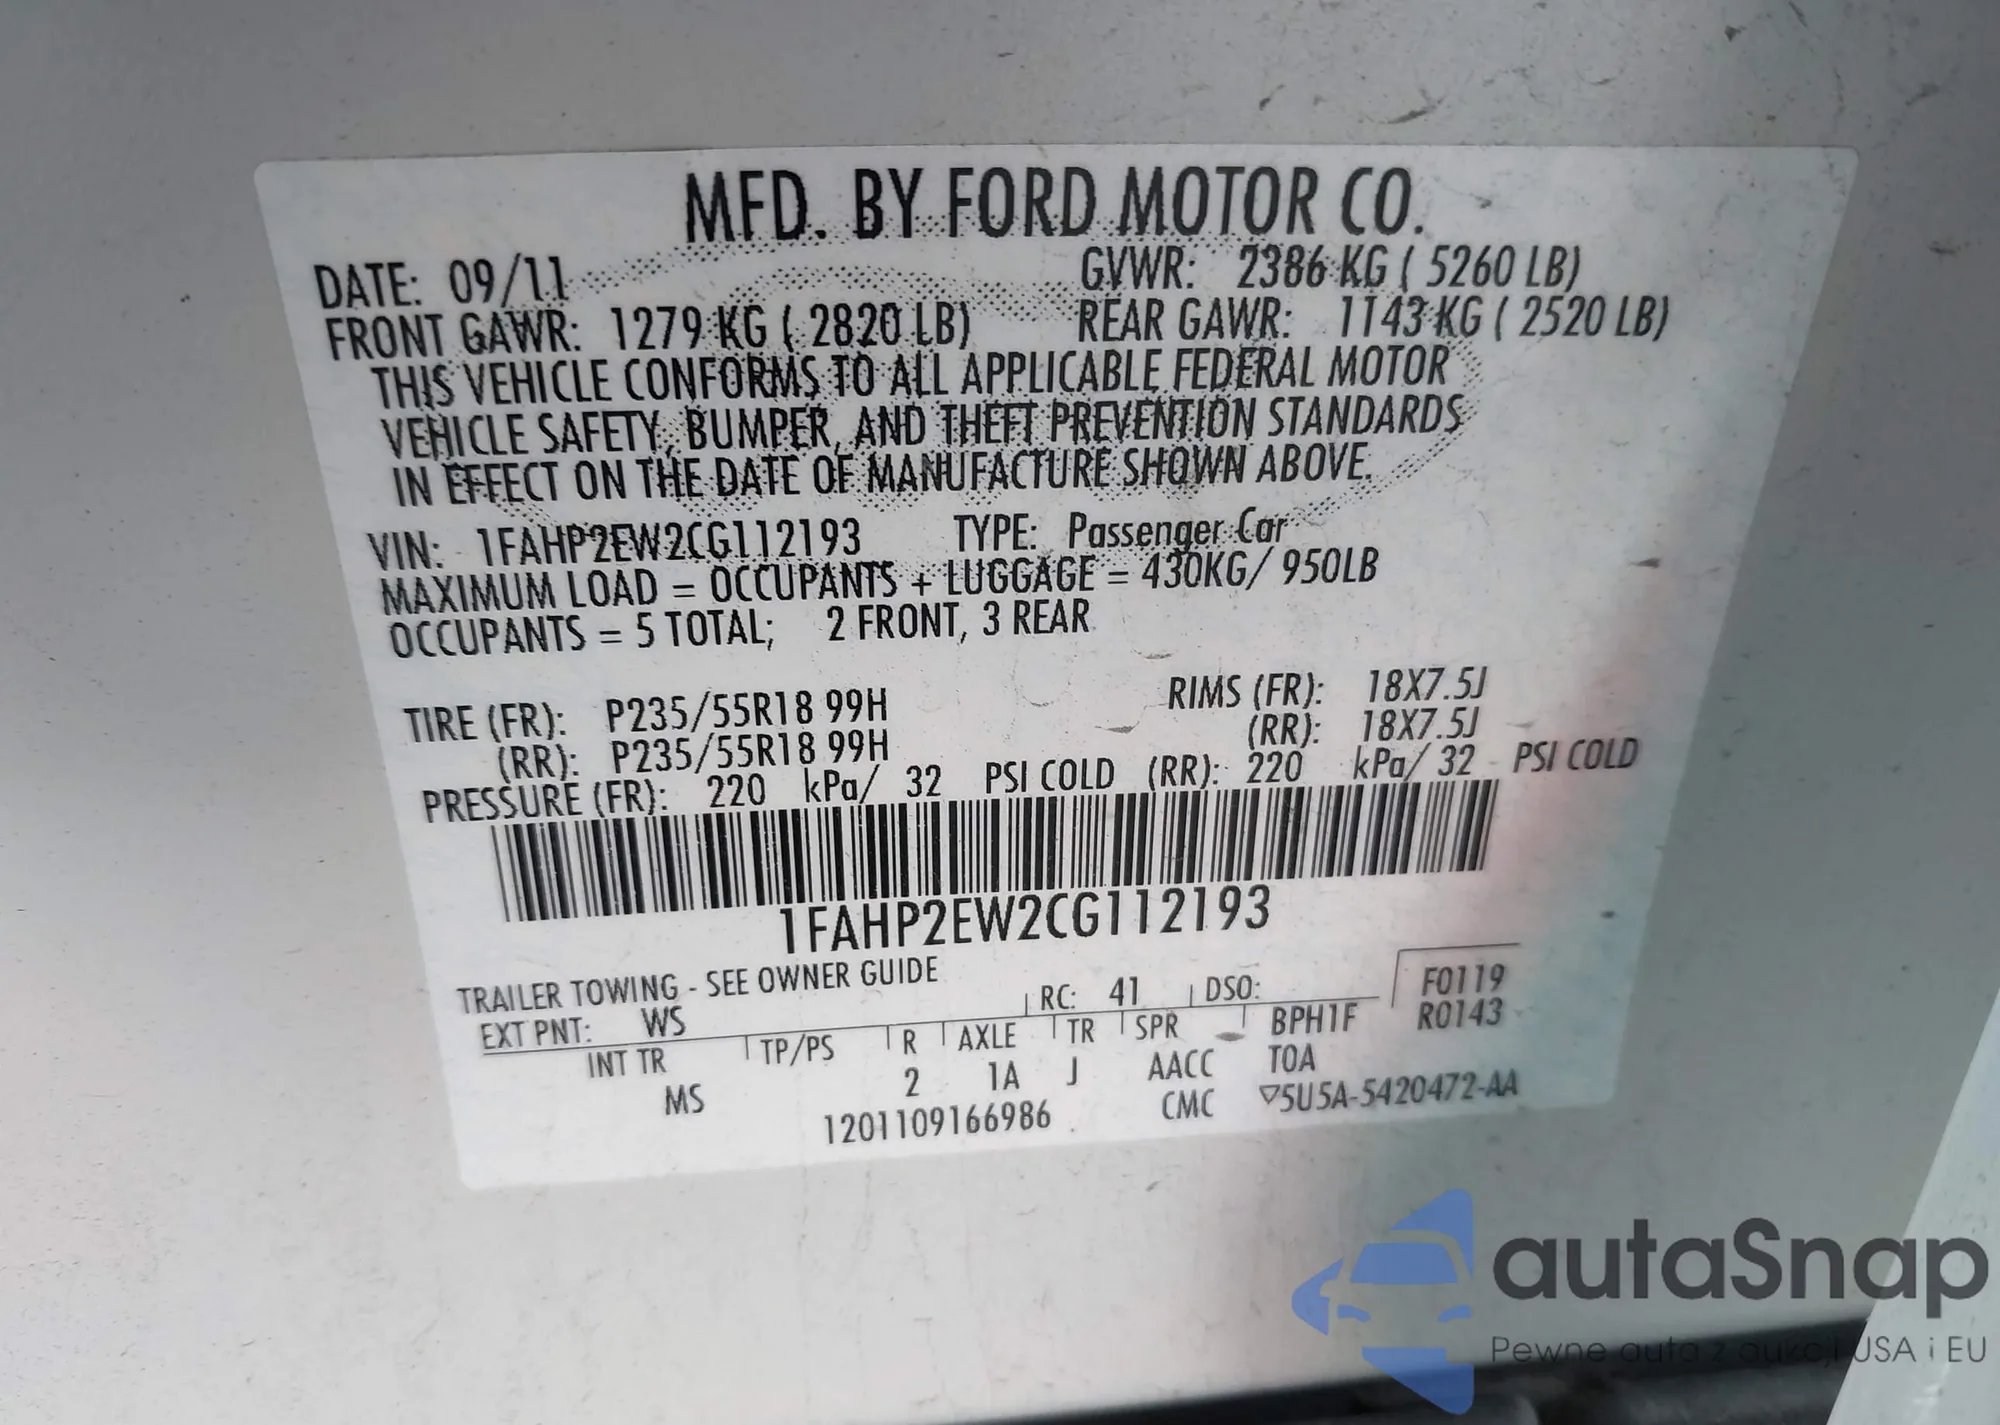 MFD. BY FORD MOTOR CO.
DATE: 09/11 GVWR: 2386 KG ( 5260 LB)
FRONT GAWR: 1279 KG ( 2820 LB) REAR GAWR: 1143 KG ( 2520 LB)
THIS VEHICLE CONFORMS TO ALL APPLICABLE FEDERAL MOTOR
VEHICLE SAFETY, BUMPER, AND THEFT PREVENTION STANDARDS
IN EFFECT ON THE DATE OF MANUFACTURE SHOWN ABOVE.
VIN: 1FAHP2EW2CG112193 TYPE: Passenger Car
MAXIMUM LOAD = OCCUPANTS + LUGGAGE = 430KG/ 950LB
OCCUPANTS = 5 TOTAL; 2 FRONT, 3 REAR
TIRE (FR): P235/55R18 99H RIMS (FR): 18X7.5J
(RR): P235/55R18 99H (RR): 18X7.5J
PRESSURE (FR): 220 kPa/ 32 PSI COLD (RR): 220 kPa/ 32 PSI COLD
1FAHP2EW2CG112193
TRAILER TOWING - SEE OWNER GUIDE
EXT PNT: WS RC: 41 DSO: F0119
INT TR TP/PS R AXLE TR SPR BPH1F R0143
MS 2 1A J AACC TOA
1201109166986 CMC ▽5U5A-5420472-AA
autaSnap
Pewne auta z aukcji USA i EU